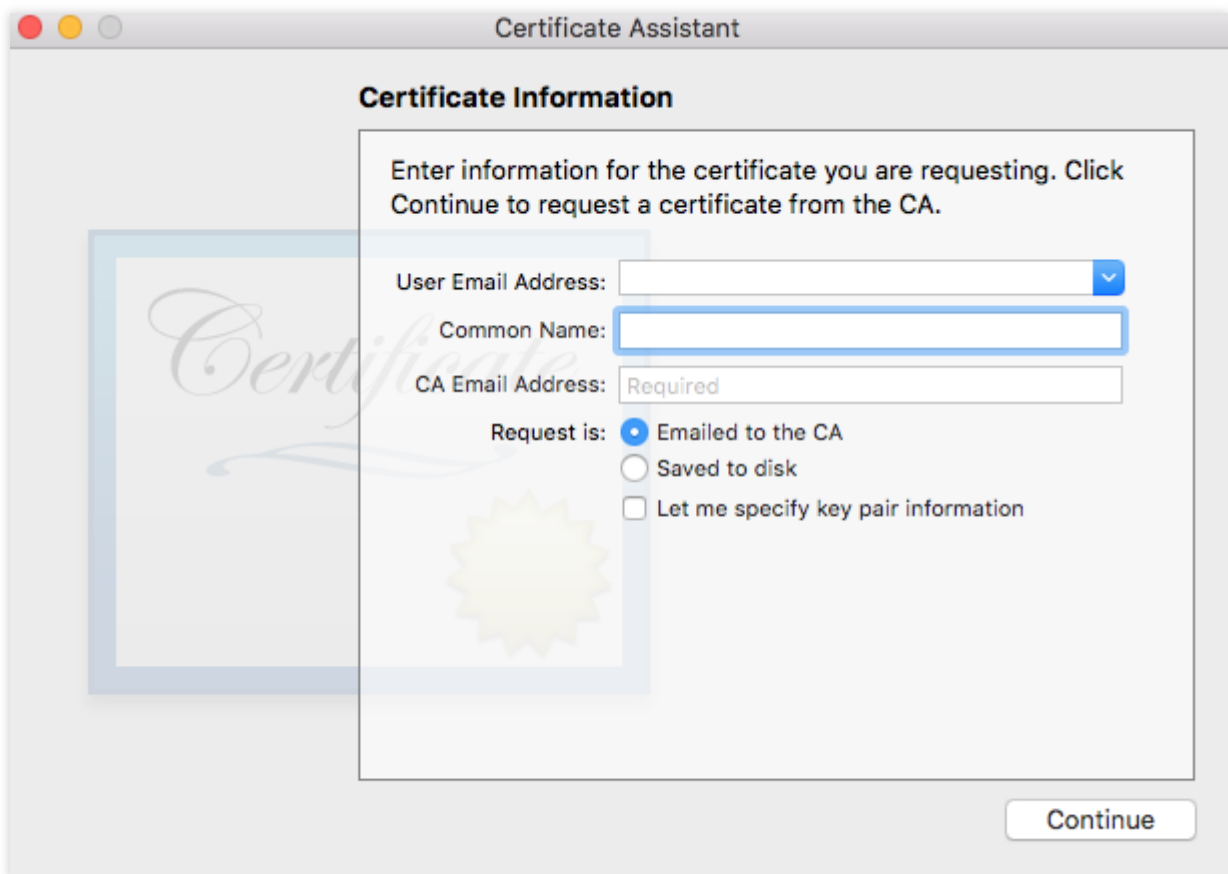 Certificate Assistant
Certificate Information
Enter information for the certificate you are requesting. Click
Continue to request a certificate from the CA.
Certificate
User Email Address:
Common Name:
CA Email Address: Required
Request is: Emailed to the CA
Saved to disk
Let me specify key pair information
Continue